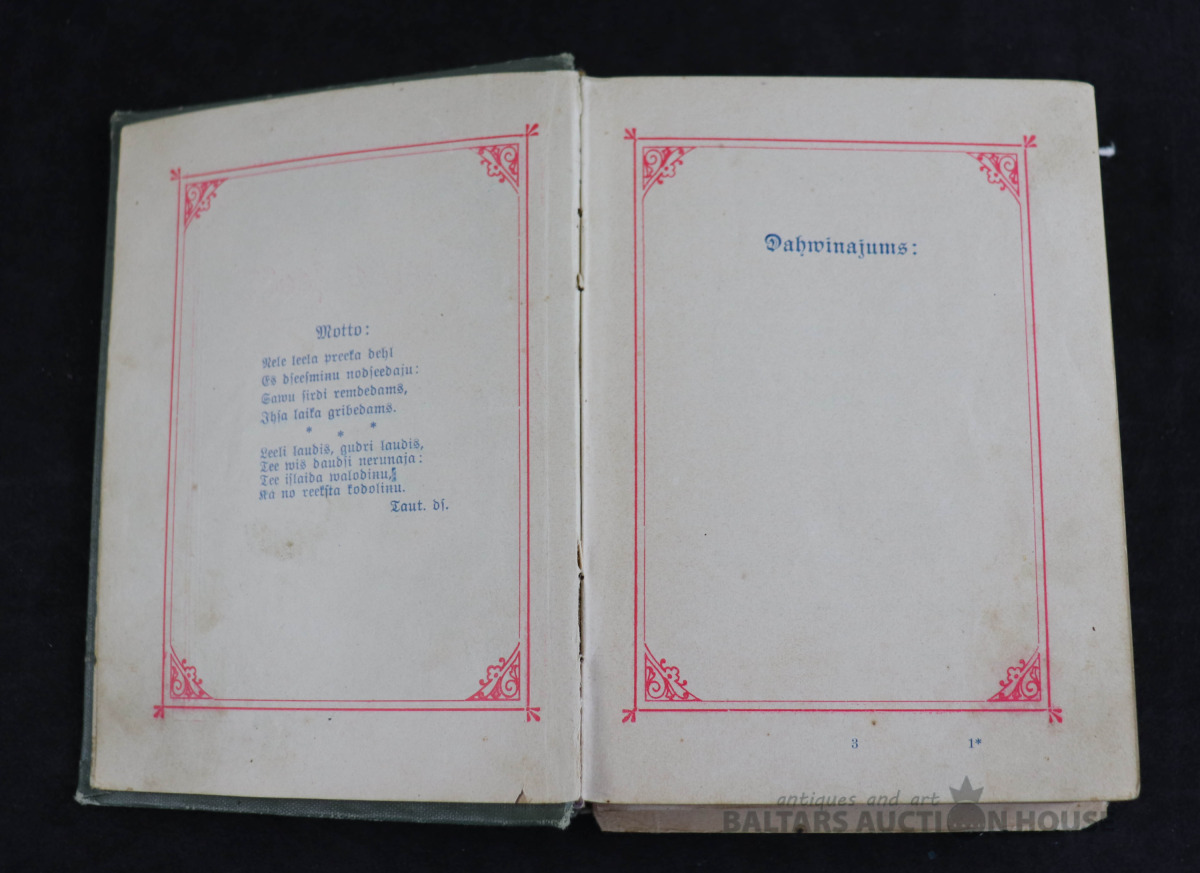 Motto:
Nele leela preeka dehļ
Es dſeeſminu nodſeedaju:
Sawu ſirdi remdedams,
Ihſa laika gribedams.
* * *
Leeli laudis, gudri laudis,
Tee wis daudſi nerunaja:
Tee iſlaida walodinu,
Kà no reekſta kodolinu.
Taut. dſ.
Dahwinajums:
3 1*
antiques and art
BALTARS AUCTION HOUSE